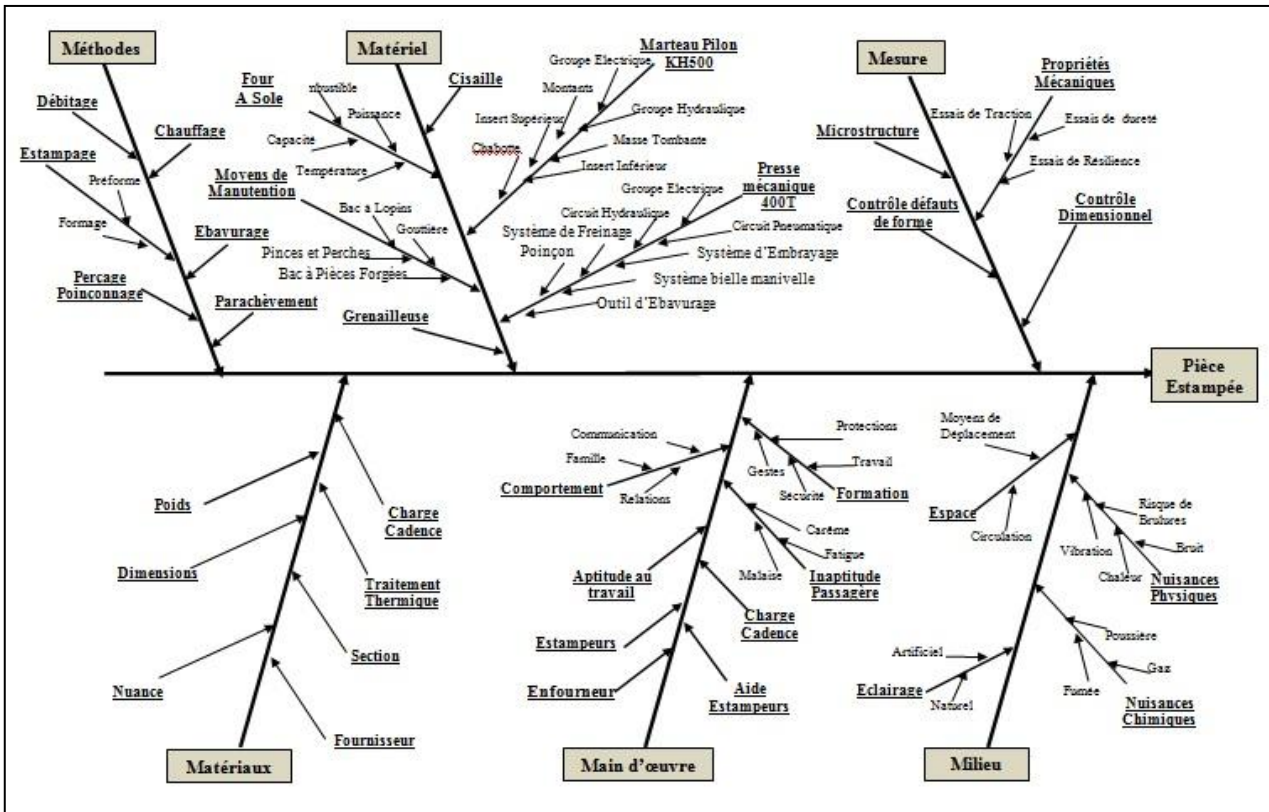 Méthodes
Débitage
Chauffage
Estampage
Préforme
Formage
Ebavurage
Perçage
Poinçonnage
Parachèvement
Matériel
Four
A Sole
mbustible
Puissance
Capacité
Température
Cisaille
Moyens de
Manutention
Bac à Lopins
Gouttière
Pinces et Perches
Bac à Pièces Forgées
Grenailleuse
Marteau Pilon
KH500
Groupe Electrique
Montants
Insert Supérieur
Chabotte
Groupe Hydraulique
Masse Tombante
Insert Inférieur
Presse
mécanique
400T
Groupe Electrique
Circuit Hydraulique
Système de Freinage
Poinçon
Circuit Pneumatique
Système d’Embrayage
Système bielle manivelle
Outil d’Ebavurage
Mesure
Propriétés
Mécaniques
Essais de Traction
Essais de dureté
Essais de Résilience
Microstructure
Contrôle défauts
de forme
Contrôle
Dimensionnel
Pièce
Estampée
Poids
Charge
Cadence
Dimensions
Traitement
Thermique
Section
Nuance
Fournisseur
Matériaux
Communication
Famille
Comportement
Relations
Protections
Gestes
Travail
Sécurité
Formation
Carême
Fatigue
Malaise
Inaptitude
Passagère
Aptitude au
travail
Charge
Cadence
Estampeurs
Enfourneur
Aide
Estampeurs
Main d’œuvre
Moyens de
Déplacement
Espace
Circulation
Risque de
Brulures
Vibration
Bruit
Chaleur
Nuisances
Physiques
Poussière
Gaz
Fumée
Nuisances
Chimiques
Artificiel
Eclairage
Naturel
Milieu